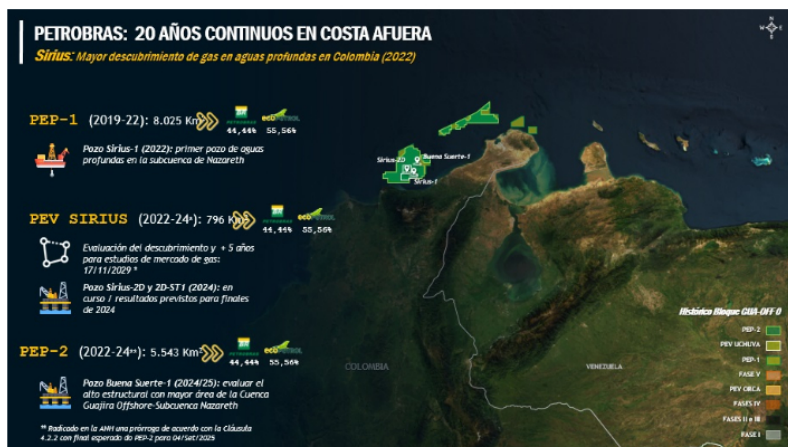 PETROBRAS: 20 AÑOS CONTINUOS EN COSTA AFUERA
Sirius: Mayor descubrimiento de gas en aguas profundas en Colombia (2022)
PEP-1 (2019-22): 8.025 Km²
PETROBRAS
ecoPETROL
44,44% 55,56%
Pozo Sirius-1 (2022): primer pozo de aguas
profundas en la subcuenca de Nazareth
PEV SIRIUS (2022-24*): 796 Km²
PETROBRAS
ecoPETROL
44,44% 55,56%
Evaluación del descubrimiento y + 5 años
para estudios de mercado de gas:
17/11/2029 *
Pozo Sirius-2D y 2D-ST1 (2024): en
curso / resultados previstos para finales
de 2024
PEP-2 (2022-24**): 5.543 Km²
PETROBRAS
ecoPETROL
44,44% 55,56%
Pozo Buena Suerte-1 (2024/25): evaluar el
alto estructural con mayor área de la Cuenca
Guajira Offshore-Subcuenca Nazareth
** Radicado en la ANH una prórroga de acuerdo con la Cláusula
4.2.2 con final esperado do PEP-2 para 04/Set/2025
N
W E
S
Sirius-2D
Buena Suerte-1
Sirius-1
COLOMBIA
VENEZUELA
Histórico Bloque GUA-OFF 0
PEP-2
PEV UCHUVA
PEP-1
FASE V
PEV ORCA
FASES IV
FASES II e III
FASE I